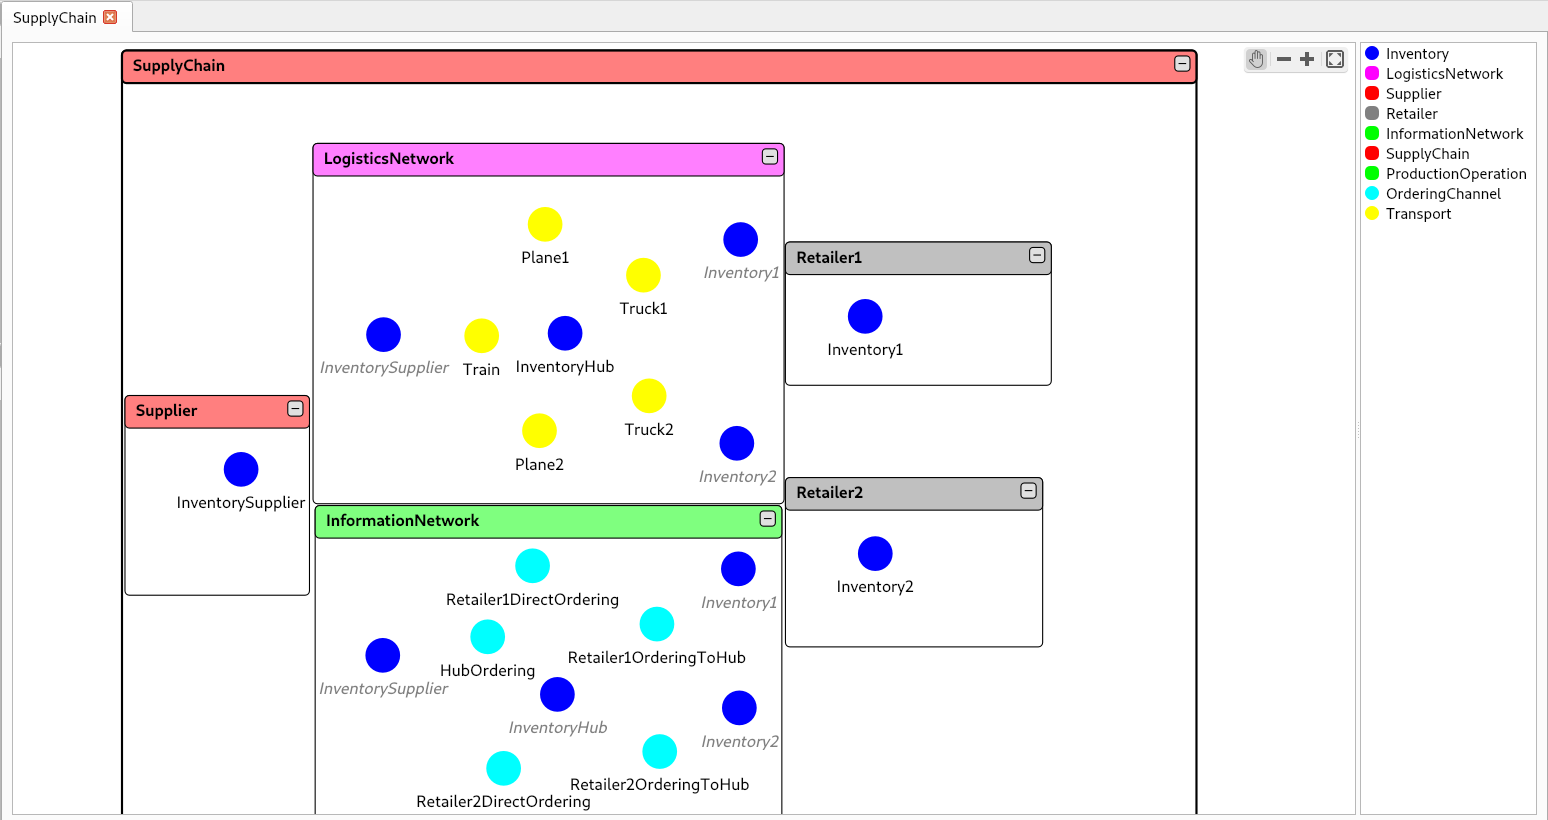 SupplyChain
SupplyChain
LogisticsNetwork
Plane1
Inventory1
Truck1
InventorySupplier
Train
InventoryHub
Truck2
Plane2
Inventory2
Retailer1
Inventory1
Supplier
InventorySupplier
Retailer2
Inventory2
InformationNetwork
Retailer1DirectOrdering
Inventory1
HubOrdering
Retailer1OrderingToHub
InventorySupplier
InventoryHub
Inventory2
Retailer2OrderingToHub
Retailer2DirectOrdering
Inventory
LogisticsNetwork
Supplier
Retailer
InformationNetwork
SupplyChain
ProductionOperation
OrderingChannel
Transport